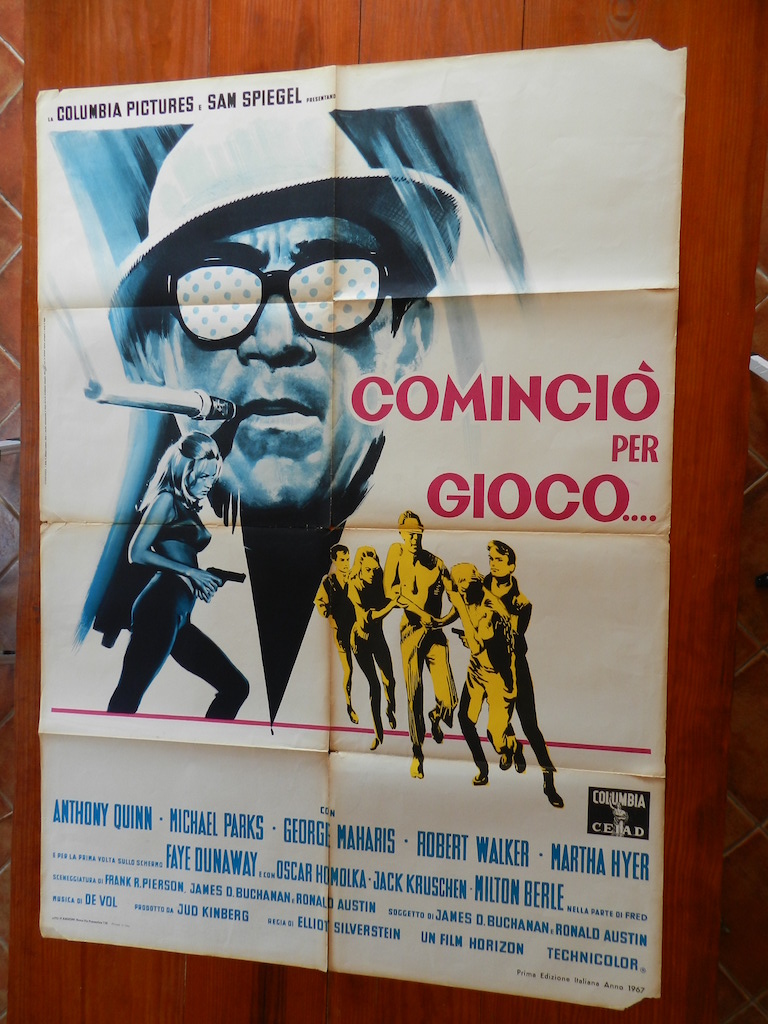 LA COLUMBIA PICTURES E SAM SPIEGEL PRESENTANO
COMINCIÒ
PER
GIOCO....
COLUMBIA
CEIAD
CON
ANTHONY QUINN · MICHAEL PARKS · GEORGE MAHARIS · ROBERT WALKER · MARTHA HYER
E PER LA PRIMA VOLTA SULLO SCHERMO FAYE DUNAWAY E CON OSCAR HOMOLKA · JACK KRUSCHEN · MILTON BERLE NELLA PARTE DI FRED
SCENEGGIATURA DI FRANK R. PIERSON, JAMES D. BUCHANAN E RONALD AUSTIN SOGGETTO DI JAMES D. BUCHANAN E RONALD AUSTIN
MUSICA DI DE VOL PRODOTTO DA JUD KINBERG REGIA DI ELLIOT SILVERSTEIN UN FILM HORIZON TECHNICOLOR®
Prima Edizione Italiana Anno 1967